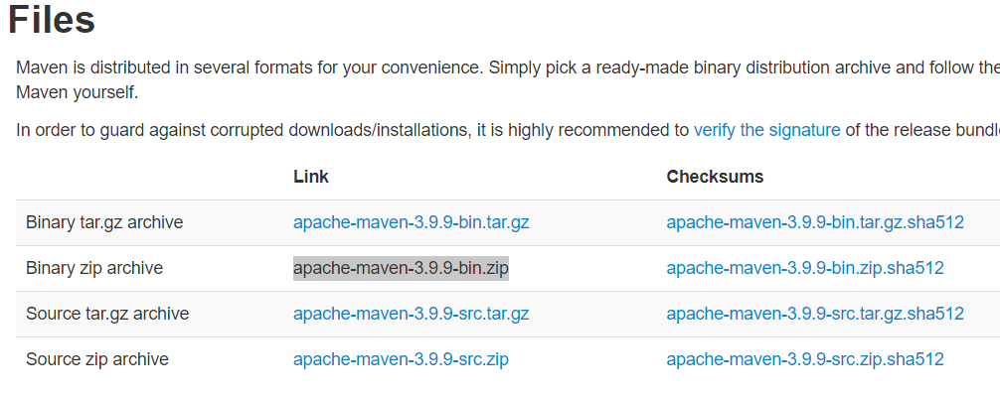 Files
Maven is distributed in several formats for your convenience. Simply pick a ready-made binary distribution archive and follow the
Maven yourself.
In order to guard against corrupted downloads/installations, it is highly recommended to verify the signature of the release bundl
Link Checksums
Binary tar.gz archive apache-maven-3.9.9-bin.tar.gz apache-maven-3.9.9-bin.tar.gz.sha512
Binary zip archive apache-maven-3.9.9-bin.zip apache-maven-3.9.9-bin.zip.sha512
Source tar.gz archive apache-maven-3.9.9-src.tar.gz apache-maven-3.9.9-src.tar.gz.sha512
Source zip archive apache-maven-3.9.9-src.zip apache-maven-3.9.9-src.zip.sha512